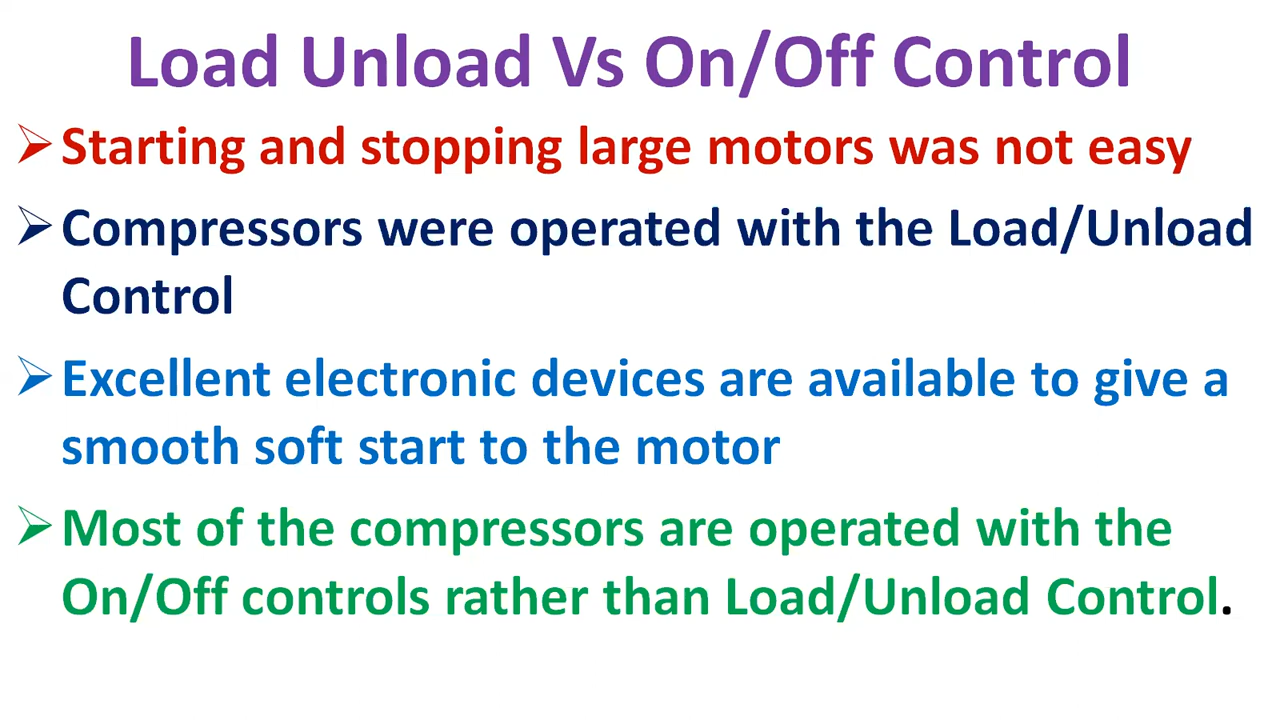 Load Unload Vs On/Off Control
Starting and stopping large motors was not easy
Compressors were operated with the Load/Unload
Control
Excellent electronic devices are available to give a
smooth soft start to the motor
Most of the compressors are operated with the
On/Off controls rather than Load/Unload Control.